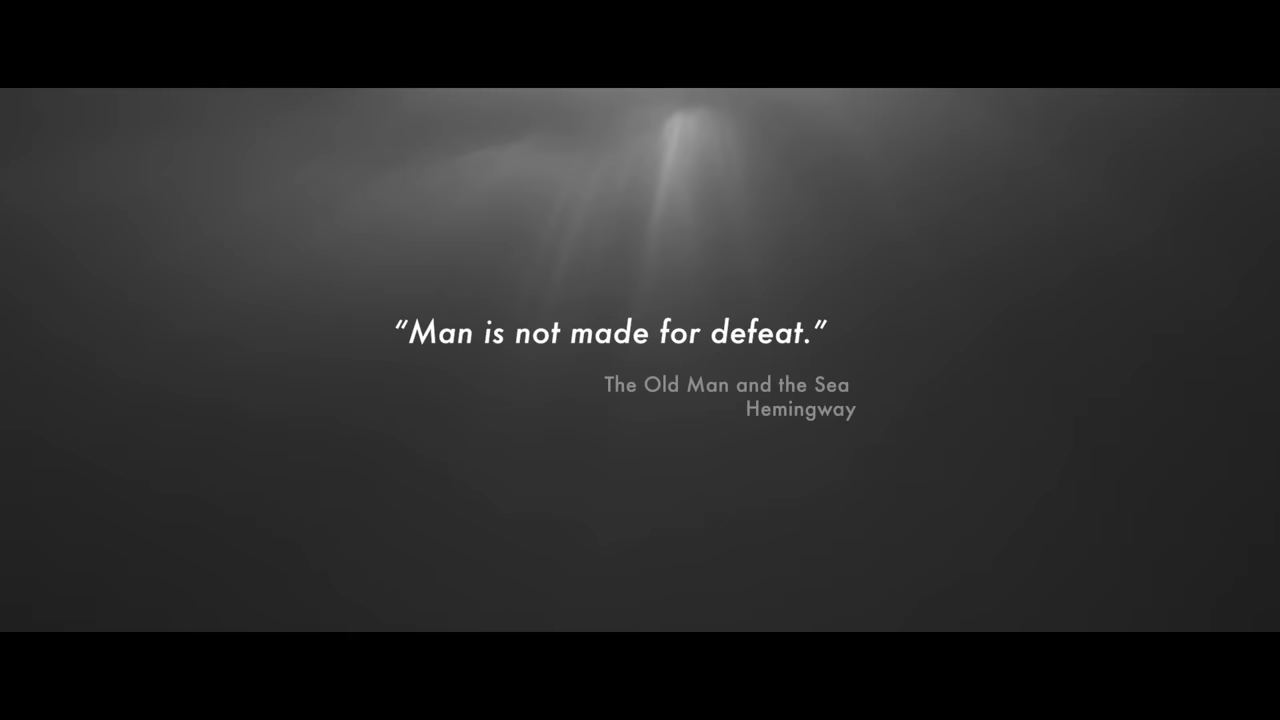 “Man is not made for defeat.”
The Old Man and the Sea
Hemingway